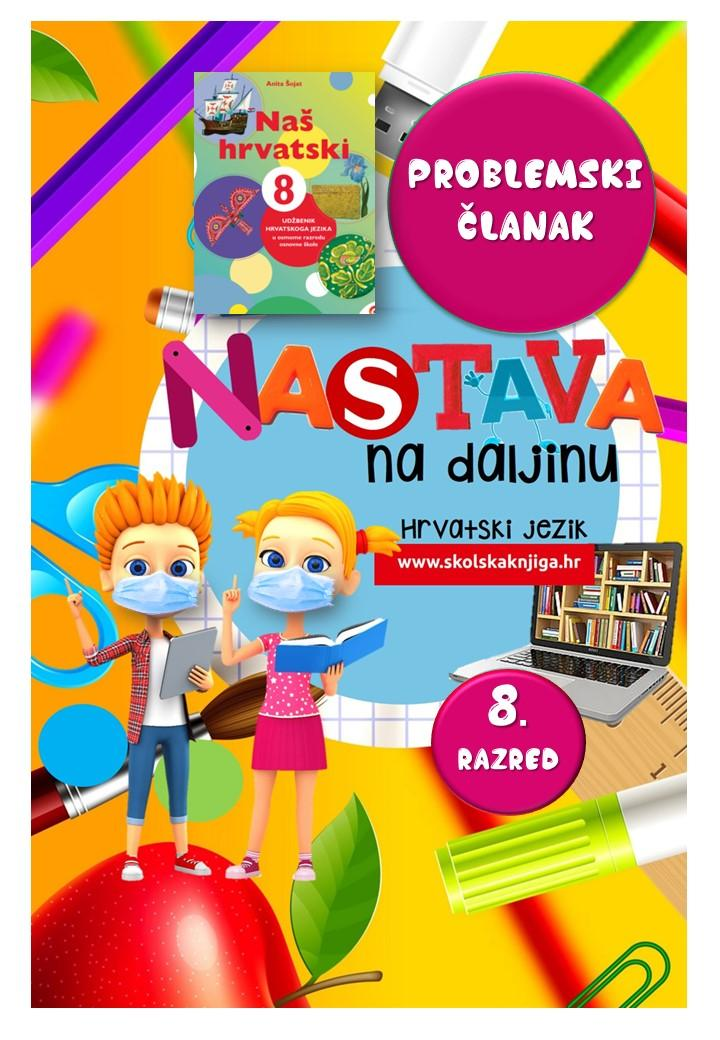 Anita Šojat
Naš
hrvatski
8
UDŽBENIK
HRVATSKOGA JEZIKA
u osmome razredu
osnovne škole
PROBLEMSKI
ČLANAK
NASTAVA
na daljinu
Hrvatski jezik
www.skolskaknjiga.hr
8.
RAZRED